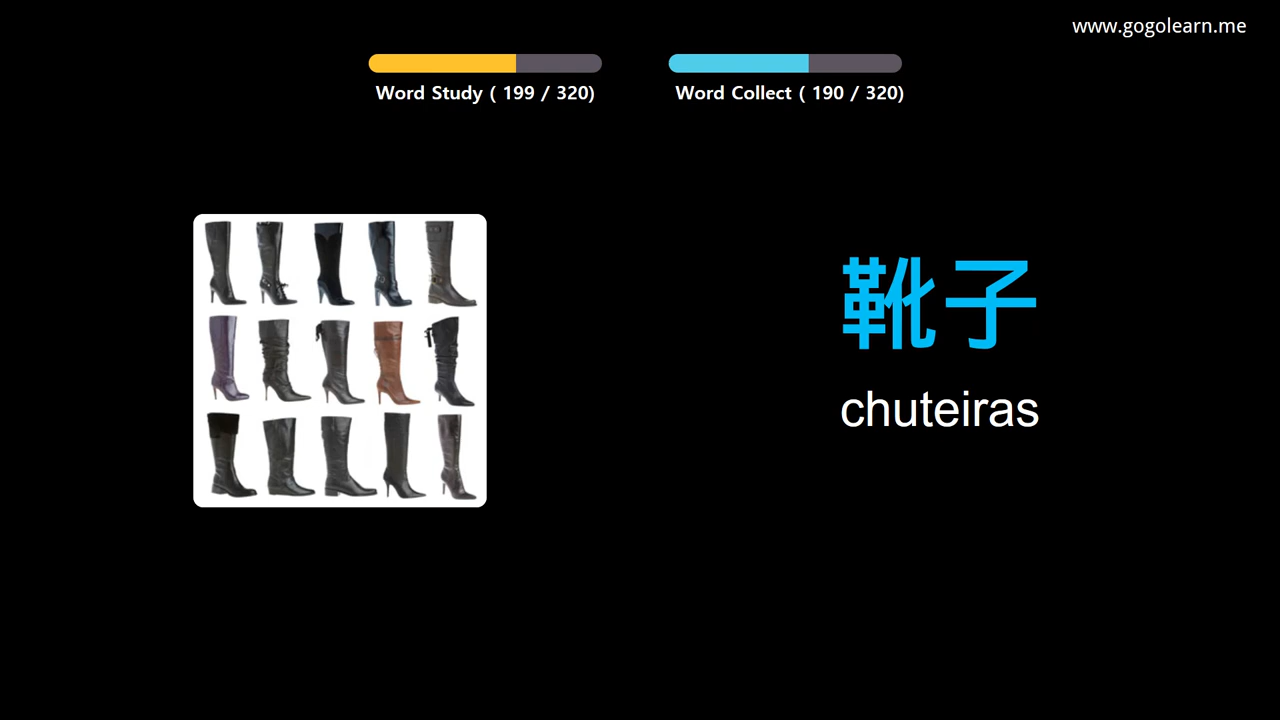 www.gogolearn.me
Word Study ( 199 / 320)
Word Collect ( 190 / 320)
靴子
chuteiras